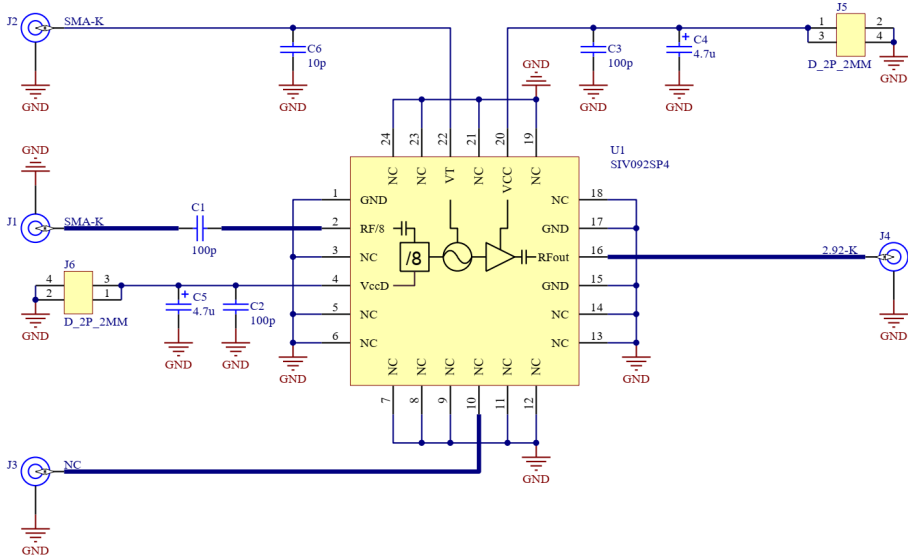 J2
SMA-K
C6
10p
GND
GND
C3
100p
C4
4.7u
GND
GND
J5
1
2
3
4
D_2P_2MM
GND
GND
24
23
22
21
20
19
NC
NC
VT
NC
VCC
NC
U1
SIV092SP4
GND
J1
SMA-K
C1
100p
1
GND
2
RF/8
3
NC
4
VccD
5
NC
6
NC
/8
NC
18
GND
17
RFout
16
GND
15
NC
14
NC
13
2.92-K
J4
GND
J6
4
3
2
1
D_2P_2MM
GND
C5
4.7u
C2
100p
GND
GND
GND
GND
NC
NC
NC
NC
NC
NC
7
8
9
10
11
12
GND
J3
NC
GND